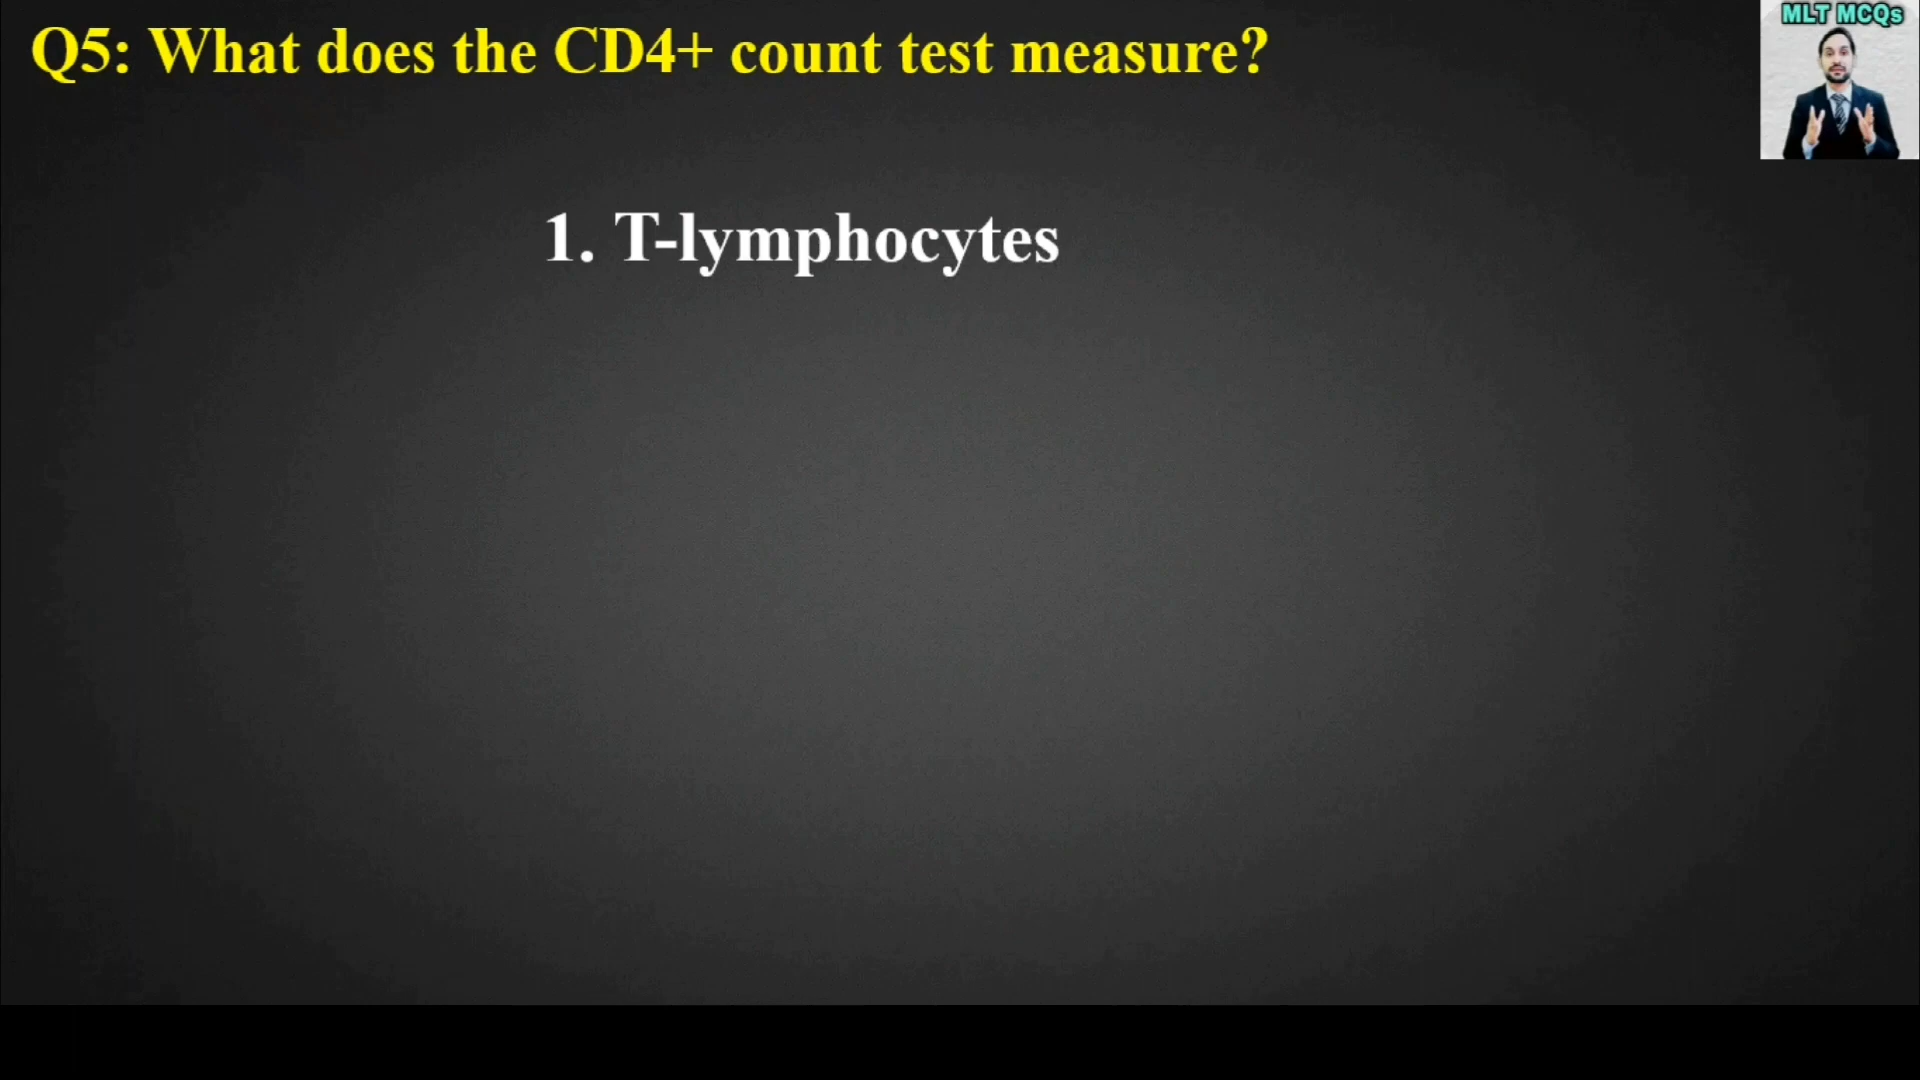 Q5: What does the CD4+ count test measure?
MLT MCQs
1. T-lymphocytes